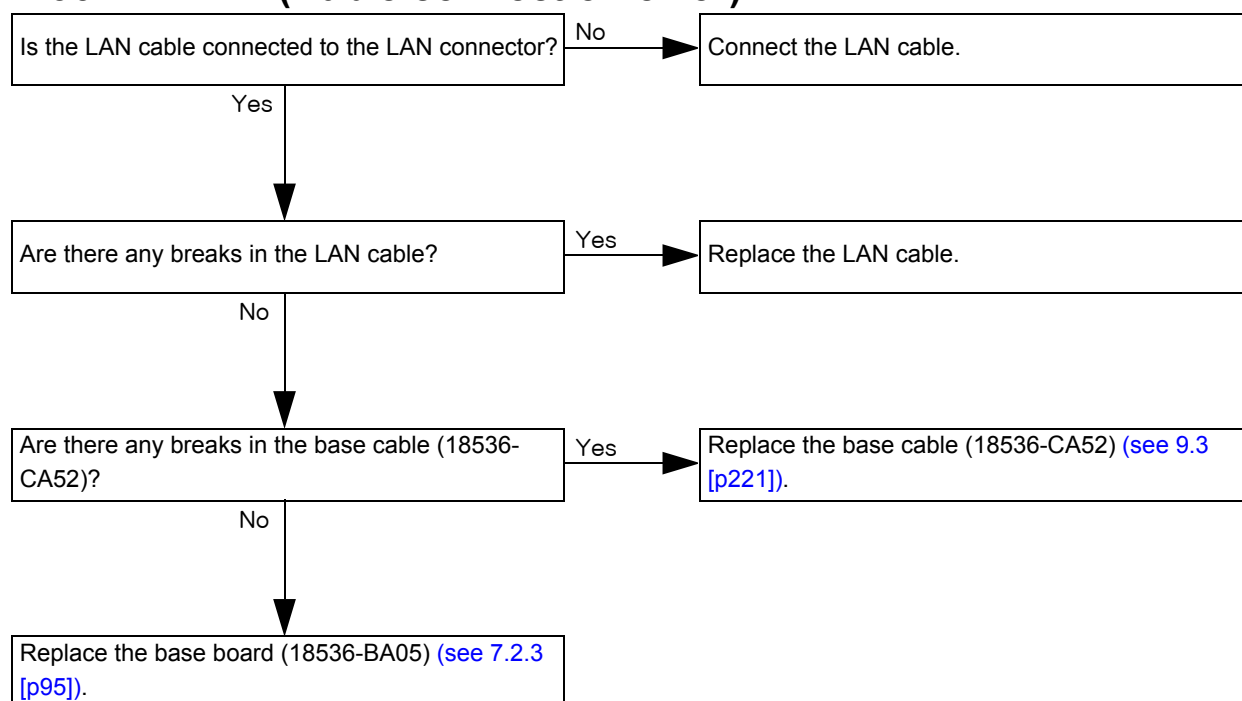 Is the LAN cable connected to the LAN connector?
No
Connect the LAN cable.
Yes
Are there any breaks in the LAN cable?
Yes
Replace the LAN cable.
No
Are there any breaks in the base cable (18536-
CA52)?
Yes
Replace the base cable (18536-CA52) (see 9.3
[p221]).
No
Replace the base board (18536-BA05) (see 7.2.3
[p95]).